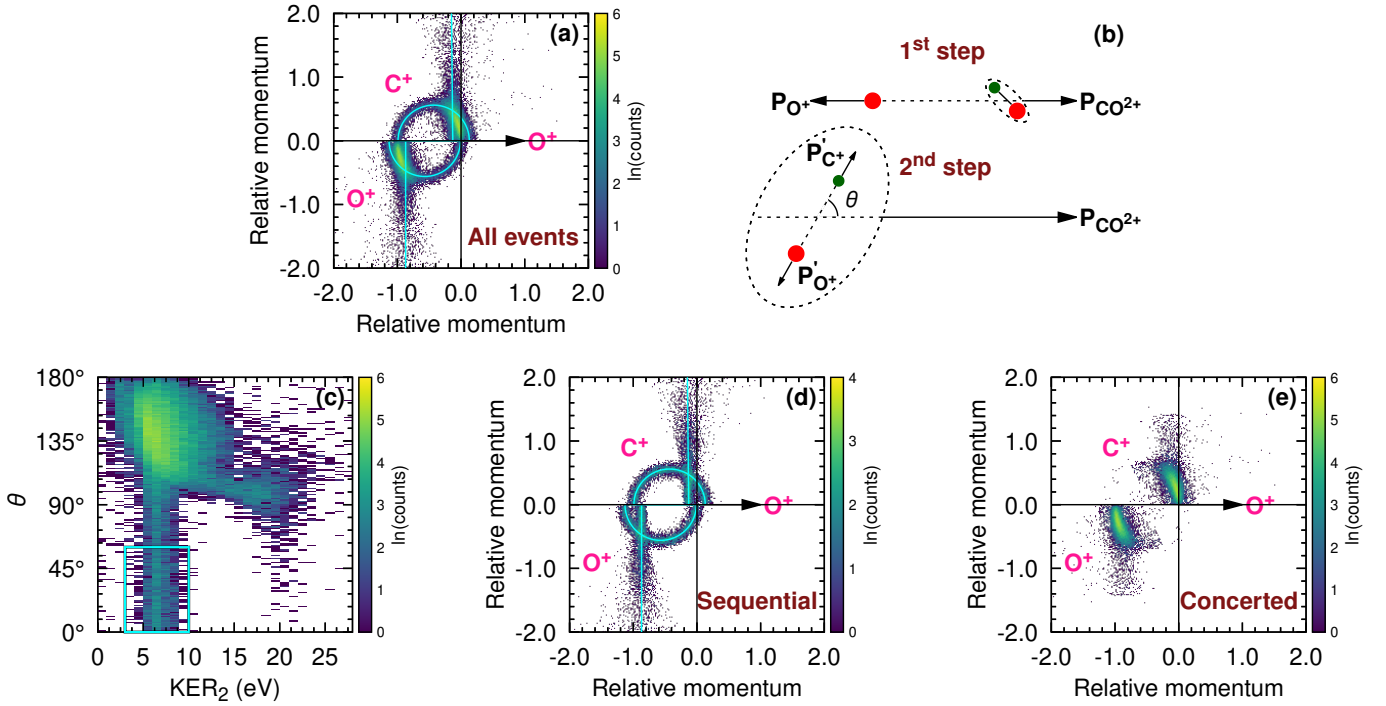 (a)
C⁺
O⁺
O⁺
All events
2.0
1.0
0.0
-1.0
-2.0
-2.0 -1.0 0.0 1.0 2.0
Relative momentum
Relative momentum
6
5
4
3
2
1
0
ln(counts)
(b)
1st step
P_O⁺
P_CO²⁺
2nd step
P'_C⁺
θ
P_CO²⁺
P'_O⁺
(c)
180°
135°
90°
45°
0°
θ
0 5 10 15 20 25
KER₂ (eV)
6
5
4
3
2
1
0
ln(counts)
(d)
C⁺
O⁺
O⁺
Sequential
2.0
1.0
0.0
-1.0
-2.0
-2.0 -1.0 0.0 1.0 2.0
Relative momentum
Relative momentum
4
3
2
1
0
ln(counts)
(e)
C⁺
O⁺
O⁺
Concerted
2.0
1.0
0.0
-1.0
-2.0
-2.0 -1.0 0.0 1.0 2.0
Relative momentum
Relative momentum
6
5
4
3
2
1
0
ln(counts)